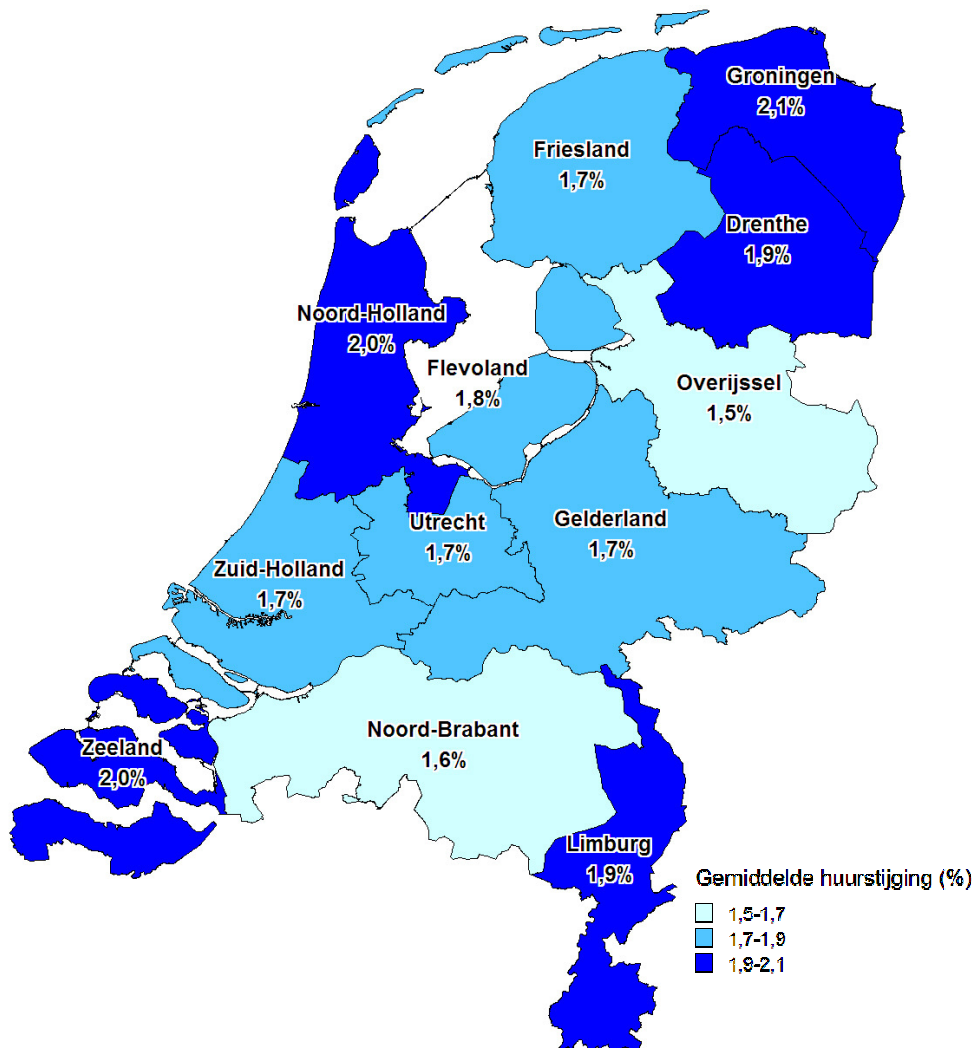 Groningen
2,1%
Friesland
1,7%
Drenthe
1,9%
Noord-Holland
2,0%
Flevoland
1,8%
Overijssel
1,5%
Utrecht
1,7%
Gelderland
1,7%
Zuid-Holland
1,7%
Noord-Brabant
1,6%
Zeeland
2,0%
Limburg
1,9%
Gemiddelde huurstijging (%)
1,5-1,7
1,7-1,9
1,9-2,1